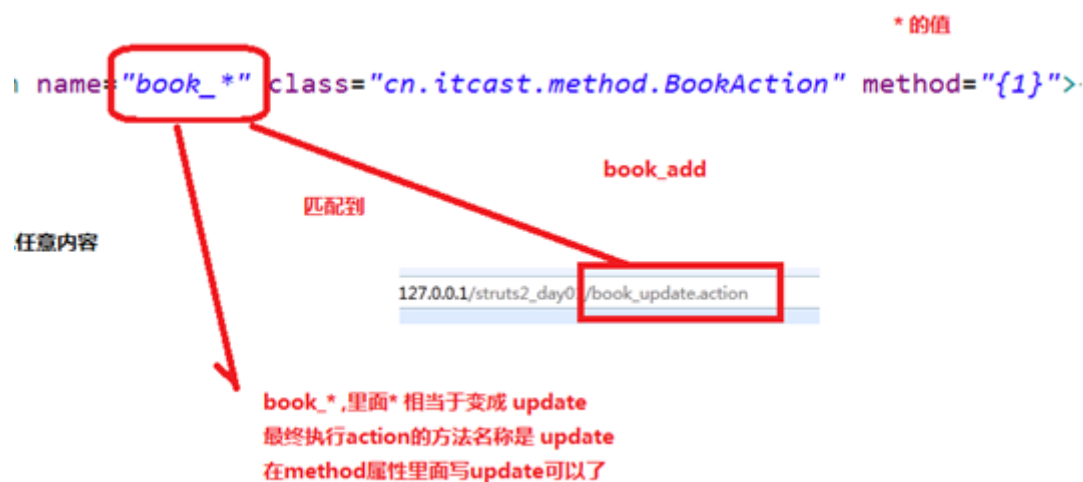 * 的值
name="book_*" class="cn.itcast.method.BookAction" method="{1}">
book_add
匹配到
任意内容
127.0.0.1/struts2_day0 /book_update.action
book_* ,里面* 相当于变成 update
最终执行action的方法名称是 update
在method属性里面写update可以了